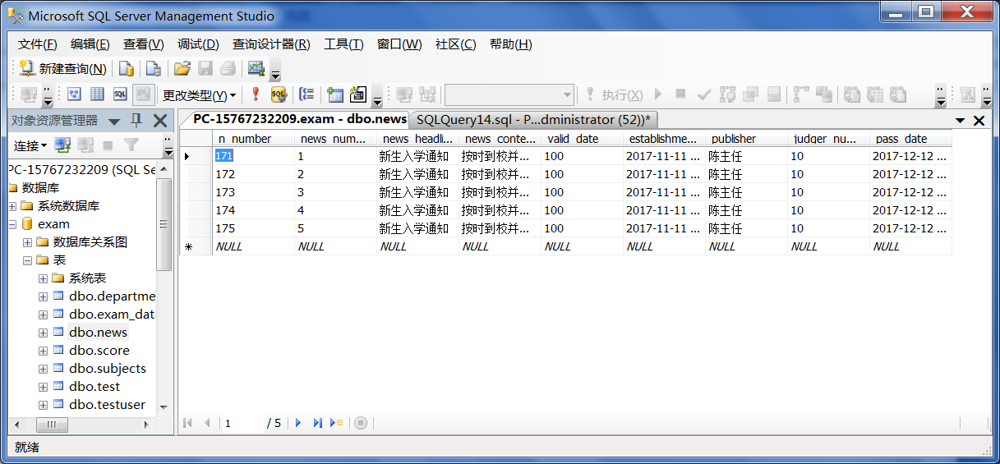 Microsoft SQL Server Management Studio
文件(F) 编辑(E) 查看(V) 调试(D) 查询设计器(R) 工具(T) 窗口(W) 社区(C) 帮助(H)
新建查询(N)
更改类型(Y) 执行(X)
对象资源管理器
连接
PC-15767232209 (SQL Se
数据库
系统数据库
exam
数据库关系图
表
系统表
dbo.departme
dbo.exam_dat
dbo.news
dbo.score
dbo.subjects
dbo.test
dbo.testuser
PC-15767232209.exam - dbo.news SQLQuery14.sql - P...dministrator (52))*
n_number news_num... news_headli... news_conte... valid_date establishme... publisher judger_nu... pass_date
171 1 新生入学通知 按时到校并... 100 2017-11-11 ... 陈主任 10 2017-12-12 ...
172 2 新生入学通知 按时到校并... 100 2017-11-11 ... 陈主任 10 2017-12-12 ...
173 3 新生入学通知 按时到校并... 100 2017-11-11 ... 陈主任 10 2017-12-12 ...
174 4 新生入学通知 按时到校并... 100 2017-11-11 ... 陈主任 10 2017-12-12 ...
175 5 新生入学通知 按时到校并... 100 2017-11-11 ... 陈主任 10 2017-12-12 ...
NULL NULL NULL NULL NULL NULL NULL NULL NULL
1 / 5
就绪